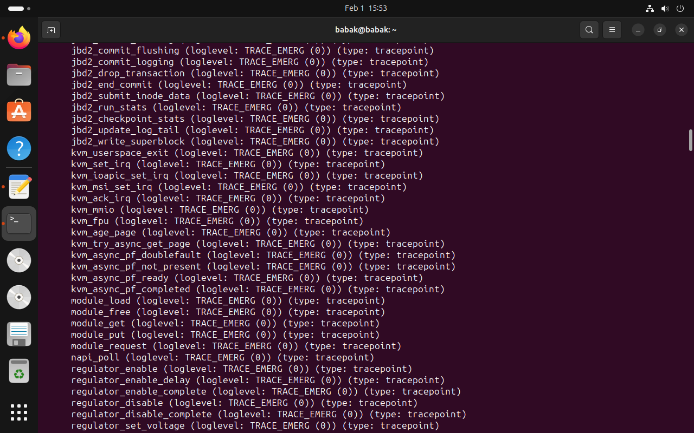 Feb 1 15:53
babak@babak: ~
jbd2_commit_flushing (loglevel: TRACE_EMERG (0)) (type: tracepoint)
jbd2_commit_logging (loglevel: TRACE_EMERG (0)) (type: tracepoint)
jbd2_drop_transaction (loglevel: TRACE_EMERG (0)) (type: tracepoint)
jbd2_end_commit (loglevel: TRACE_EMERG (0)) (type: tracepoint)
jbd2_submit_inode_data (loglevel: TRACE_EMERG (0)) (type: tracepoint)
jbd2_run_stats (loglevel: TRACE_EMERG (0)) (type: tracepoint)
jbd2_checkpoint_stats (loglevel: TRACE_EMERG (0)) (type: tracepoint)
jbd2_update_log_tail (loglevel: TRACE_EMERG (0)) (type: tracepoint)
jbd2_write_superblock (loglevel: TRACE_EMERG (0)) (type: tracepoint)
kvm_userspace_exit (loglevel: TRACE_EMERG (0)) (type: tracepoint)
kvm_set_irq (loglevel: TRACE_EMERG (0)) (type: tracepoint)
kvm_ioapic_set_irq (loglevel: TRACE_EMERG (0)) (type: tracepoint)
kvm_msi_set_irq (loglevel: TRACE_EMERG (0)) (type: tracepoint)
kvm_ack_irq (loglevel: TRACE_EMERG (0)) (type: tracepoint)
kvm_mmio (loglevel: TRACE_EMERG (0)) (type: tracepoint)
kvm_fpu (loglevel: TRACE_EMERG (0)) (type: tracepoint)
kvm_age_page (loglevel: TRACE_EMERG (0)) (type: tracepoint)
kvm_try_async_get_page (loglevel: TRACE_EMERG (0)) (type: tracepoint)
kvm_async_pf_doublefault (loglevel: TRACE_EMERG (0)) (type: tracepoint)
kvm_async_pf_not_present (loglevel: TRACE_EMERG (0)) (type: tracepoint)
kvm_async_pf_ready (loglevel: TRACE_EMERG (0)) (type: tracepoint)
kvm_async_pf_completed (loglevel: TRACE_EMERG (0)) (type: tracepoint)
module_load (loglevel: TRACE_EMERG (0)) (type: tracepoint)
module_free (loglevel: TRACE_EMERG (0)) (type: tracepoint)
module_get (loglevel: TRACE_EMERG (0)) (type: tracepoint)
module_put (loglevel: TRACE_EMERG (0)) (type: tracepoint)
module_request (loglevel: TRACE_EMERG (0)) (type: tracepoint)
napi_poll (loglevel: TRACE_EMERG (0)) (type: tracepoint)
regulator_enable (loglevel: TRACE_EMERG (0)) (type: tracepoint)
regulator_enable_delay (loglevel: TRACE_EMERG (0)) (type: tracepoint)
regulator_enable_complete (loglevel: TRACE_EMERG (0)) (type: tracepoint)
regulator_disable (loglevel: TRACE_EMERG (0)) (type: tracepoint)
regulator_disable_complete (loglevel: TRACE_EMERG (0)) (type: tracepoint)
regulator_set_voltage (loglevel: TRACE_EMERG (0)) (type: tracepoint)